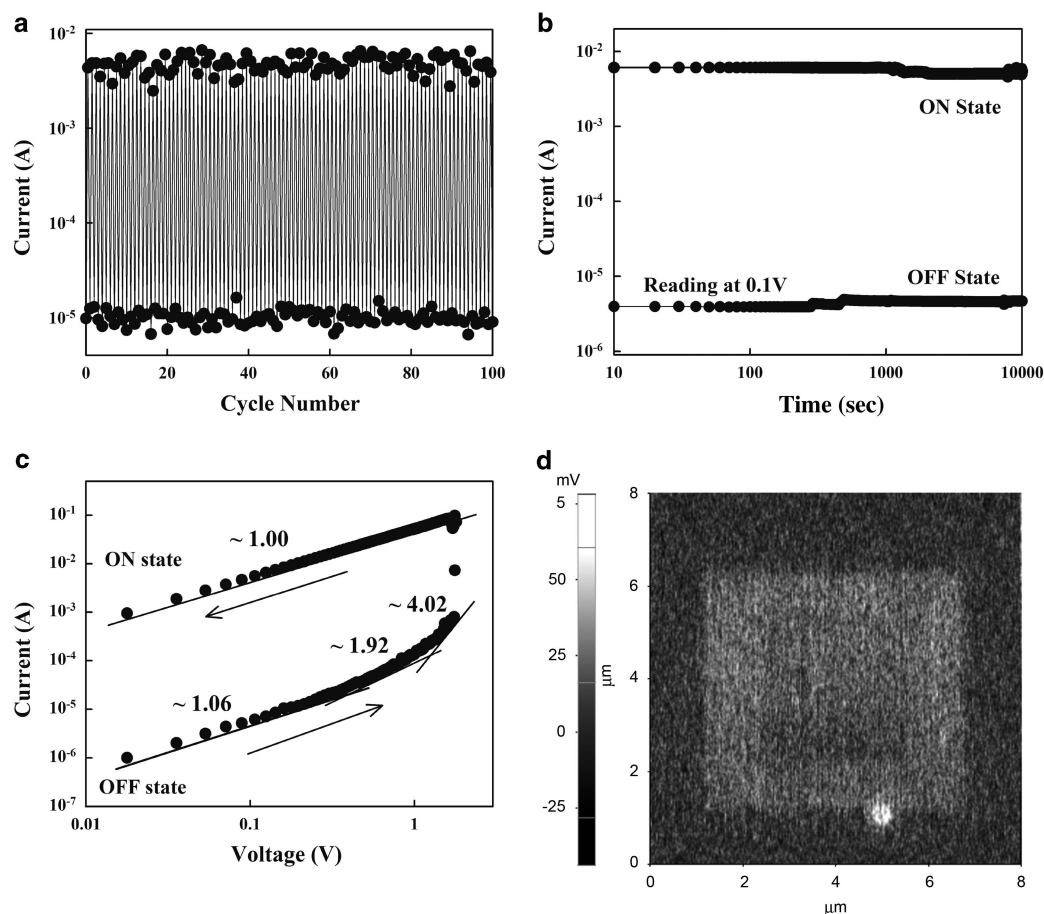 a
10⁻²
10⁻³
10⁻⁴
10⁻⁵
Current (A)
0 20 40 60 80 100
Cycle Number
b
10⁻²
10⁻³
10⁻⁴
10⁻⁵
10⁻⁶
Current (A)
ON State
OFF State
Reading at 0.1V
10 100 1000 10000
Time (sec)
c
10⁻¹
10⁻²
10⁻³
10⁻⁴
10⁻⁵
10⁻⁶
10⁻⁷
Current (A)
~ 1.00
ON state
~ 4.02
~ 1.92
~ 1.06
OFF state
0.01 0.1 1
Voltage (V)
d
mV
5
50
25
0
-25
μm
8
6
4
2
0
0 2 4 6 8
μm